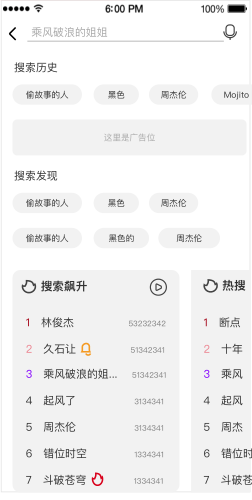 6:00 PM 100%
乘风破浪的姐姐
搜索历史
偷故事的人 黑色 周杰伦 Mojito
这里是广告位
搜索发现
偷故事的人 黑色 周杰伦
偷故事的人 黑色的 周杰伦
搜索飙升 热搜
1 林俊杰 53232342 1 断点
2 久石让 51342341 2 十年
3 乘风破浪的姐... 51342341 3 乘风
4 起风了 3134341 4 起风
5 周杰伦 3134341 5 周杰
6 错位时空 1334341 6 错位时
7 斗破苍穹 1334341 7 斗破苍